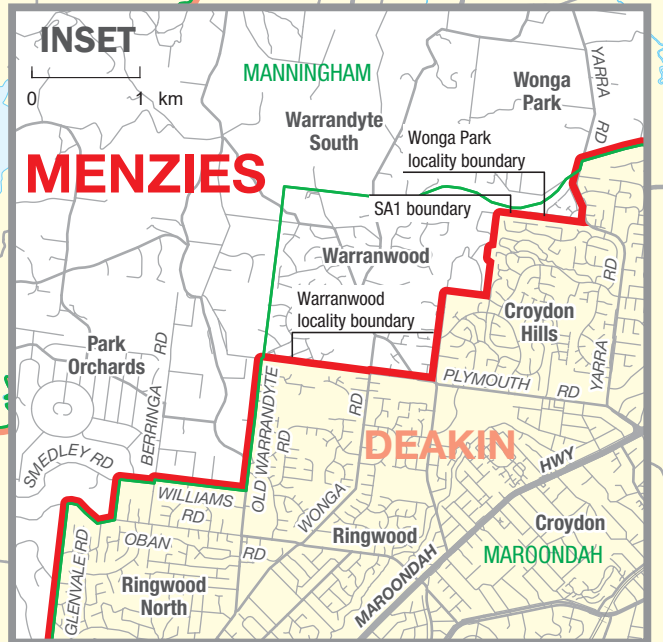 INSET
0 1 km
MANNINGHAM
Wonga
Park
YARRA RD
Warrandyte
South
Wonga Park
locality boundary
MENZIES
SA1 boundary
Warranwood
Warranwood
locality boundary
Croydon
Hills
YARRA RD
Park
Orchards
BERRINGA RD
PLYMOUTH RD
OLD WARRANDYTE RD
WONGA RD
DEAKIN
SMEDLEY RD
HWY
WILLIAMS
RD
OBAN RD
Ringwood
Croydon
MAROONDAH
MAROONDAH
GLENVALE RD
Ringwood
North